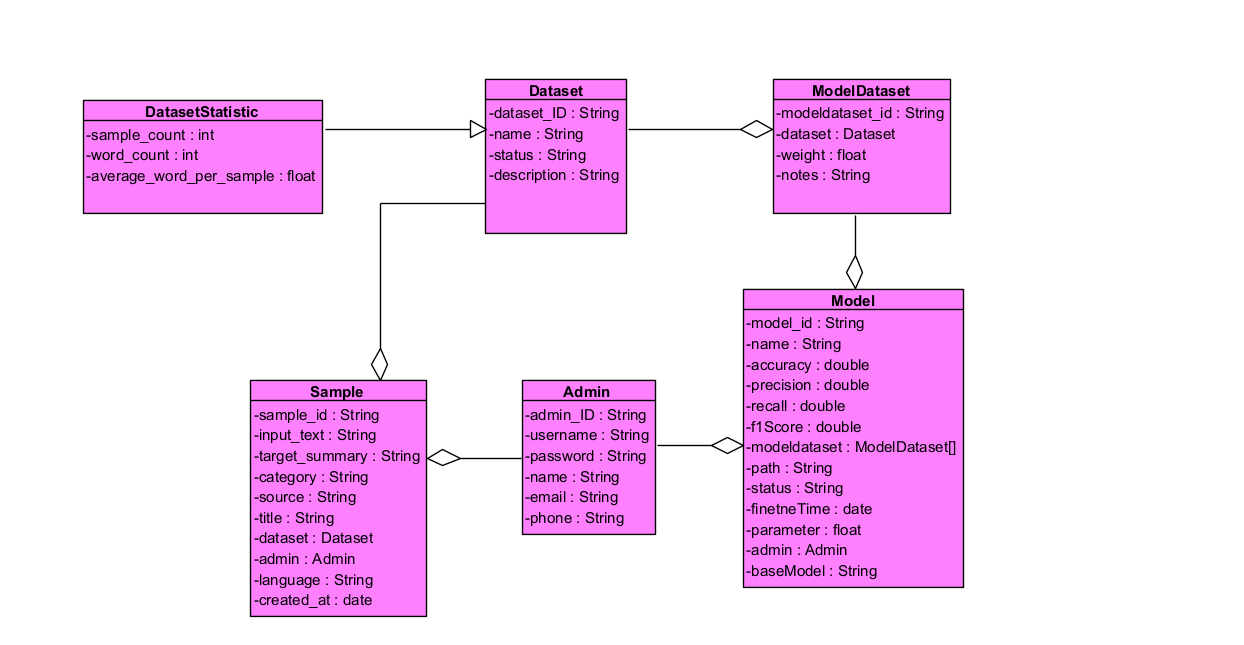 DatasetStatistic
-sample_count : int
-word_count : int
-average_word_per_sample : float
Dataset
-dataset_ID : String
-name : String
-status : String
-description : String
ModelDataset
-modeldataset_id : String
-dataset : Dataset
-weight : float
-notes : String
Sample
-sample_id : String
-input_text : String
-target_summary : String
-category : String
-source : String
-title : String
-dataset : Dataset
-admin : Admin
-language : String
-created_at : date
Admin
-admin_ID : String
-username : String
-password : String
-name : String
-email : String
-phone : String
Model
-model_id : String
-name : String
-accuracy : double
-precision : double
-recall : double
-f1Score : double
-modeldataset : ModelDataset[]
-path : String
-status : String
-finetneTime : date
-parameter : float
-admin : Admin
-baseModel : String